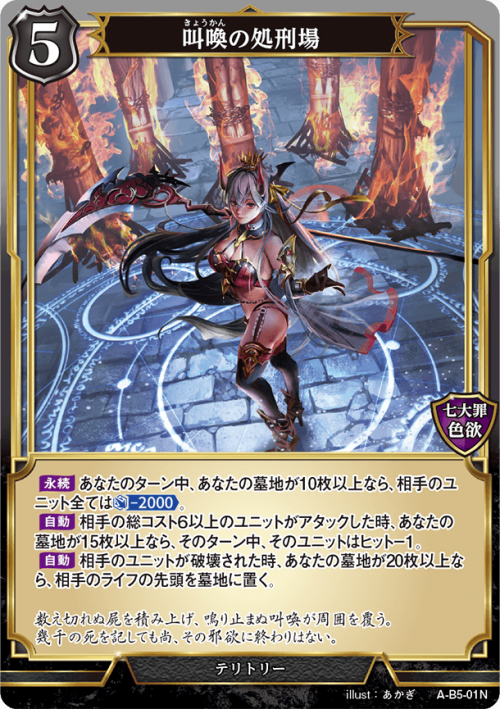 5
きょうかん
叫喚の処刑場
七大罪
色欲
永続 あなたのターン中、あなたの墓地が10枚以上なら、相手のユ
ニット全ては-2000。
自動 相手の総コスト6以上のユニットがアタックした時、あなたの
墓地が15枚以上なら、そのターン中、そのユニットはヒット-1。
自動 相手のユニットが破壊された時、あなたの墓地が20枚以上な
ら、相手のライフの先頭を墓地に置く。
数え切れぬ屍を積み上げ、鳴り止まぬ叫喚が周囲を覆う。
幾千の死を記しても尚、その邪欲に終わりはない。
テリトリー
illust：あかぎ A-B5-01N